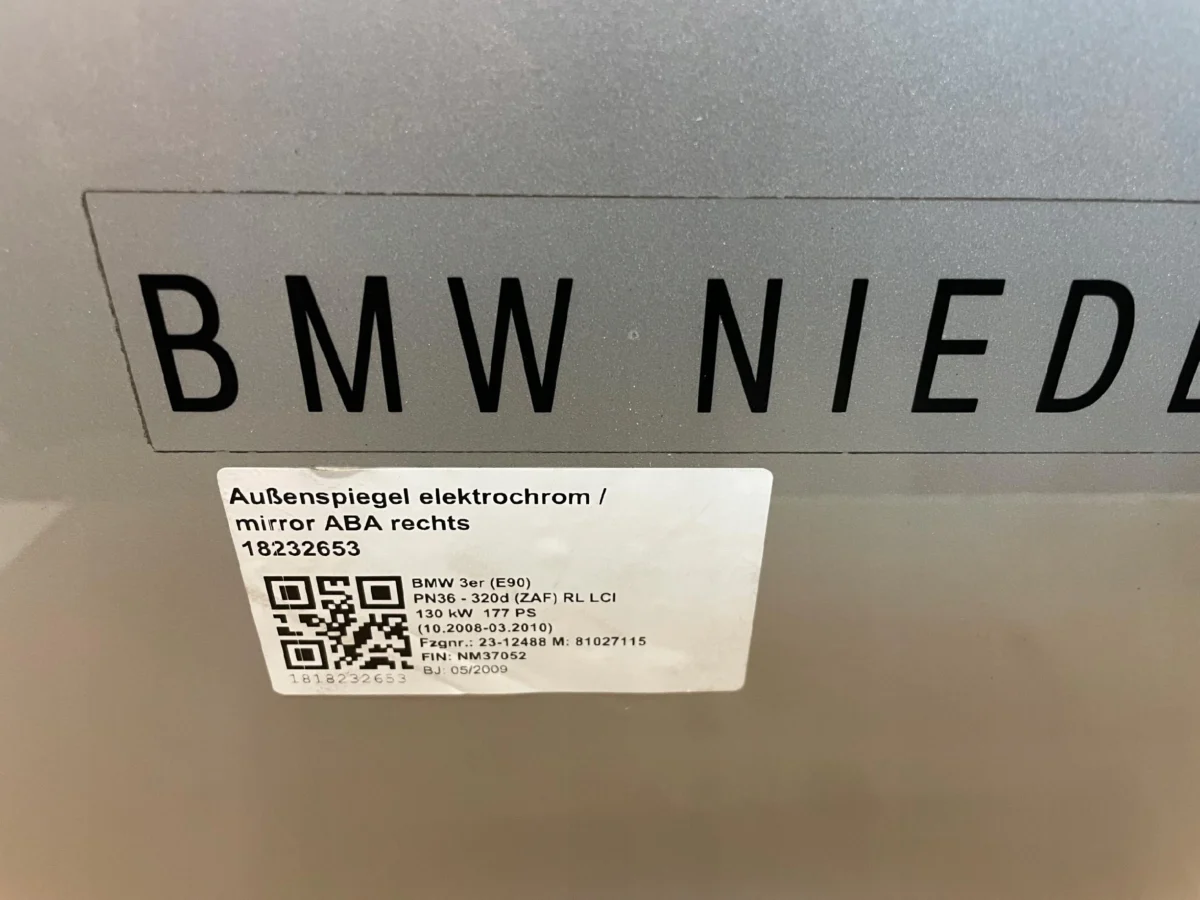 BMW NIED
Außenspiegel elektrochrom /
mirror ABA rechts
18232653
BMW 3er (E90)
PN36 - 320d (ZAF) RL LCI
130 kW 177 PS
(10.2008-03.2010)
Fzgnr.: 23-12488 M: 81027115
FIN: NM37052
BJ: 05/2009
1818232653